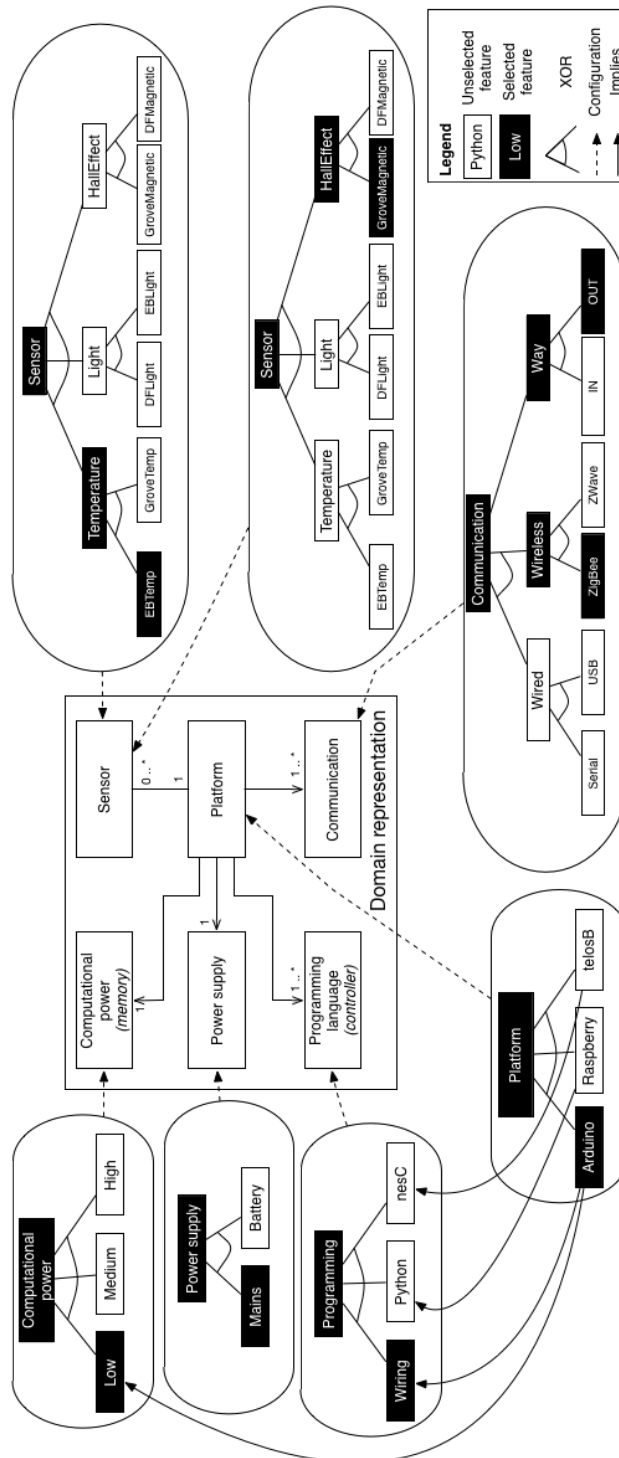 Computational
power
Low
Medium
High
Power supply
Mains
Battery
Programming
Wiring
Python
nesC
Computational
power
(memory)
Sensor
1
0 .. *
1
Power supply
1
Platform
Programming
language
(controller)
1 .. *
1 .. *
Communication
Domain representation
Sensor
Temperature
Light
HallEffect
EBTemp
GroveTemp
DFLight
EBLight
GroveMagnetic
DFMagnetic
Sensor
Temperature
Light
HallEffect
EBTemp
GroveTemp
DFLight
EBLight
GroveMagnetic
DFMagnetic
Platform
Arduino
Raspberry
telosB
Communication
Wired
Wireless
Way
Serial
USB
ZigBee
ZWave
IN
OUT
Legend
Python
Unselected
feature
Low
Selected
feature
XOR
Configuration
Implies